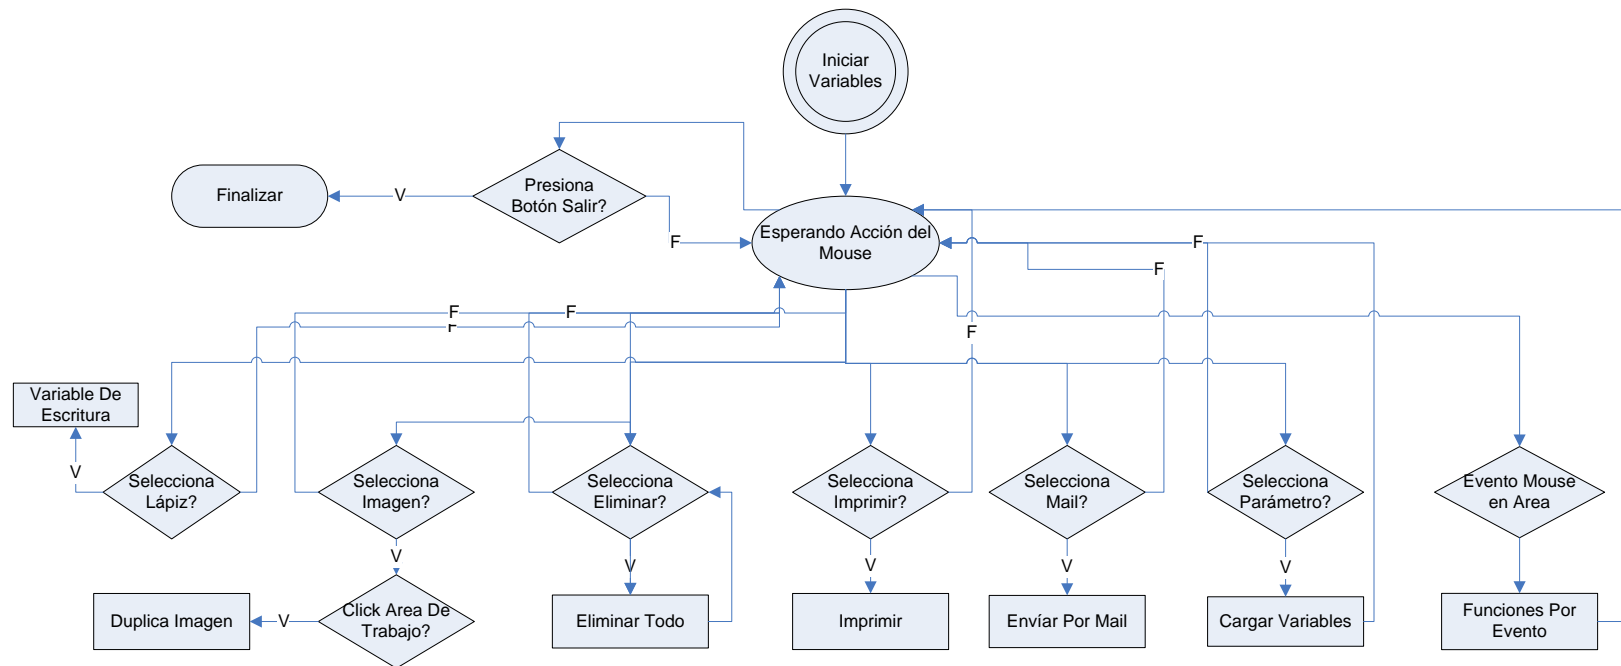 Iniciar
Variables
Presiona
Botón Salir?
Finalizar
V
F
Esperando Acción del
Mouse
F
F
F
F
F
F
F
Variable De
Escritura
V
Selecciona
Lápiz?
Selecciona
Imagen?
Selecciona
Eliminar?
Selecciona
Imprimir?
Selecciona
Mail?
Selecciona
Parámetro?
Evento Mouse
en Area
V
V
V
V
V
Duplica Imagen
V
Click Area De
Trabajo?
Eliminar Todo
Imprimir
Envíar Por Mail
Cargar Variables
Funciones Por
Evento